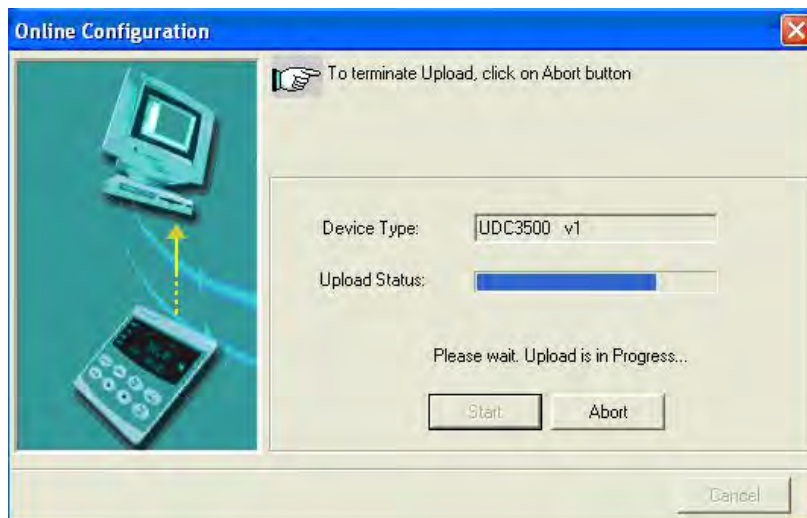 Online Configuration
To terminate Upload, click on Abort button
Device Type:
UDC3500 v1
Upload Status:
Please wait. Upload is in Progress...
Start
Abort
Cancel